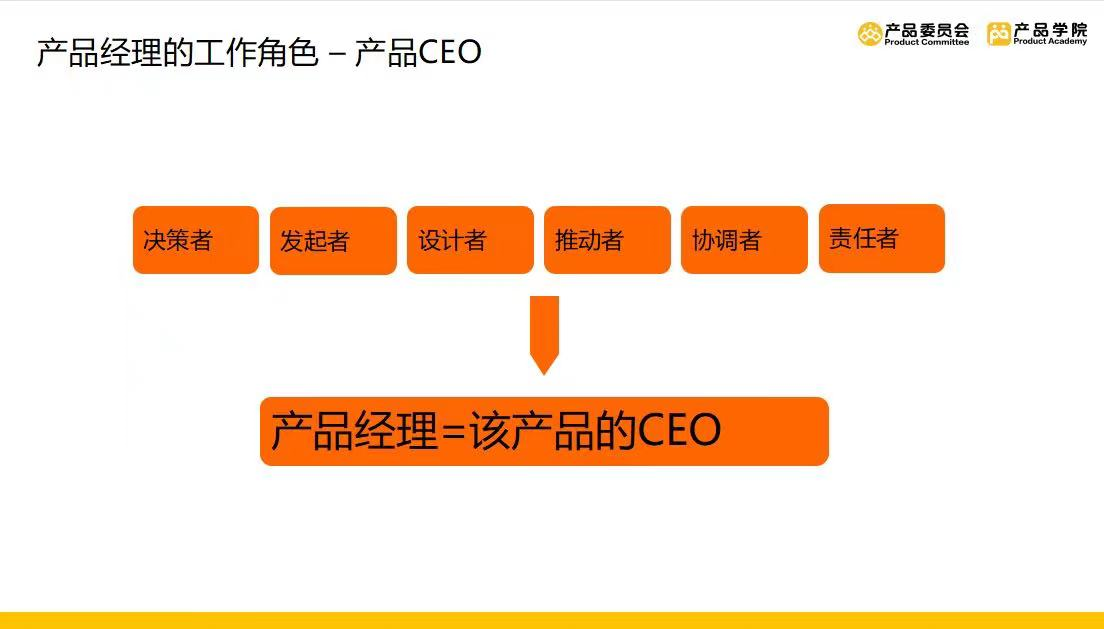 产品经理的工作角色 – 产品CEO
产品委员会
Product Committee
产品学院
Product Academy
决策者
发起者
设计者
推动者
协调者
责任者
产品经理=该产品的CEO